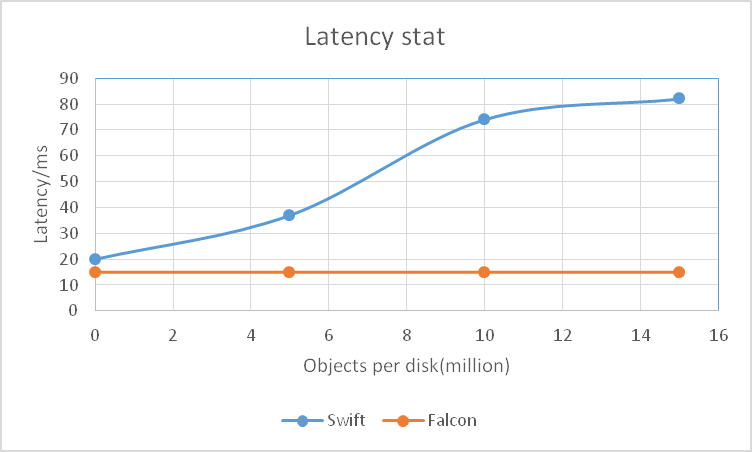 Latency stat
90
80
70
60
50
40
30
20
10
0
Latency/ms
0 2 4 6 8 10 12 14 16
Objects per disk(million)
Swift Falcon